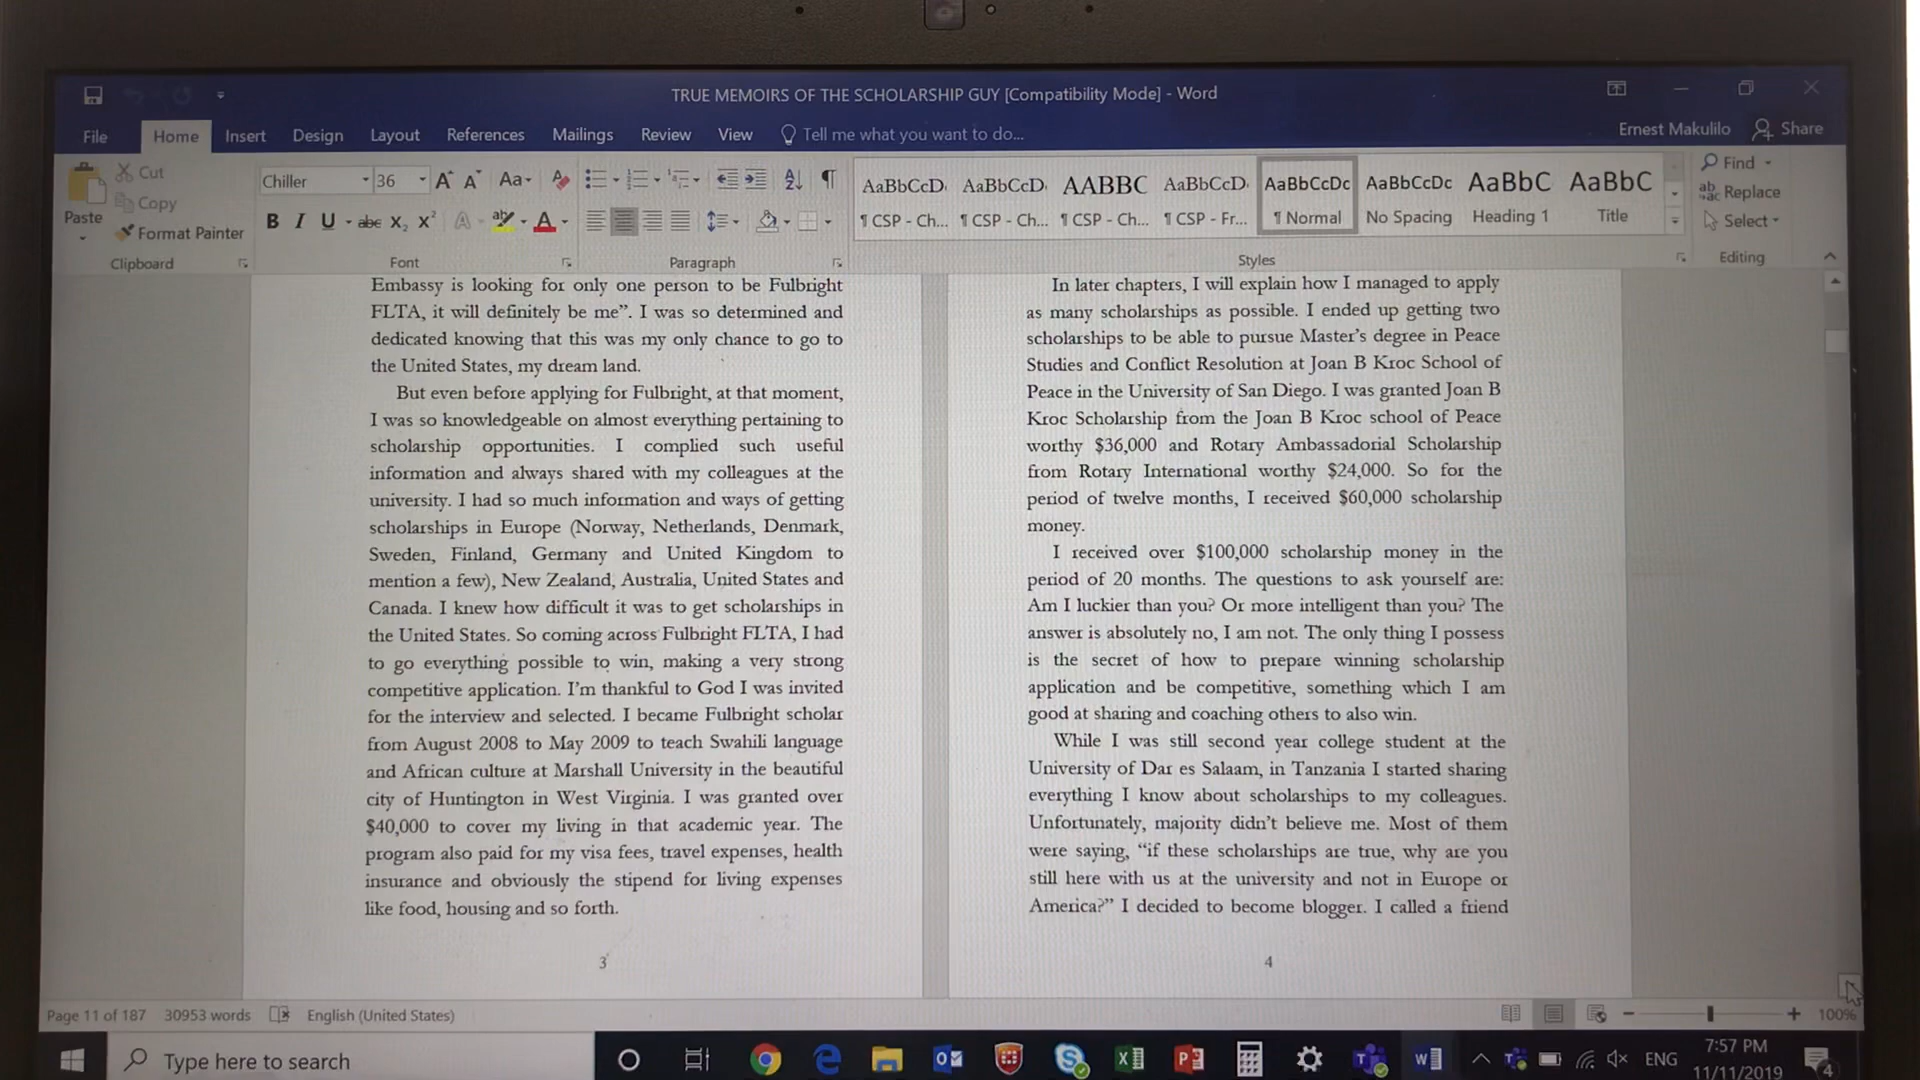 TRUE MEMOIRS OF THE SCHOLARSHIP GUY [Compatibility Mode] - Word
File Home Insert Design Layout References Mailings Review View Tell me what you want to do... Ernest Makulilo Share
Paste
Cut
Copy
Format Painter
Clipboard
Chiller 36
Font
Paragraph
AaBbCcD AaBbCcD AABBC AaBbCcD AaBbCcDc AaBbCcDc AaBbC AaBbC
¶ CSP - Ch... ¶ CSP - Ch... ¶ CSP - Ch... ¶ CSP - Fr... ¶ Normal No Spacing Heading 1 Title
Styles
Find
Replace
Select
Editing
Embassy is looking for only one person to be Fulbright
FLTA, it will definitely be me”. I was so determined and
dedicated knowing that this was my only chance to go to
the United States, my dream land.
But even before applying for Fulbright, at that moment,
I was so knowledgeable on almost everything pertaining to
scholarship opportunities. I complied such useful
information and always shared with my colleagues at the
university. I had so much information and ways of getting
scholarships in Europe (Norway, Netherlands, Denmark,
Sweden, Finland, Germany and United Kingdom to
mention a few), New Zealand, Australia, United States and
Canada. I knew how difficult it was to get scholarships in
the United States. So coming across Fulbright FLTA, I had
to go everything possible to win, making a very strong
competitive application. I’m thankful to God I was invited
for the interview and selected. I became Fulbright scholar
from August 2008 to May 2009 to teach Swahili language
and African culture at Marshall University in the beautiful
city of Huntington in West Virginia. I was granted over
$40,000 to cover my living in that academic year. The
program also paid for my visa fees, travel expenses, health
insurance and obviously the stipend for living expenses
like food, housing and so forth.
3
In later chapters, I will explain how I managed to apply
as many scholarships as possible. I ended up getting two
scholarships to be able to pursue Master’s degree in Peace
Studies and Conflict Resolution at Joan B Kroc School of
Peace in the University of San Diego. I was granted Joan B
Kroc Scholarship from the Joan B Kroc school of Peace
worthy $36,000 and Rotary Ambassadorial Scholarship
from Rotary International worthy $24,000. So for the
period of twelve months, I received $60,000 scholarship
money.
I received over $100,000 scholarship money in the
period of 20 months. The questions to ask yourself are:
Am I luckier than you? Or more intelligent than you? The
answer is absolutely no, I am not. The only thing I possess
is the secret of how to prepare winning scholarship
application and be competitive, something which I am
good at sharing and coaching others to also win.
While I was still second year college student at the
University of Dar es Salaam, in Tanzania I started sharing
everything I know about scholarships to my colleagues.
Unfortunately, majority didn’t believe me. Most of them
were saying, “if these scholarships are true, why are you
still here with us at the university and not in Europe or
America?” I decided to become blogger. I called a friend
4
Page 11 of 187 30953 words English (United States) 100%
Type here to search
ENG
7:57 PM
11/11/2019
4